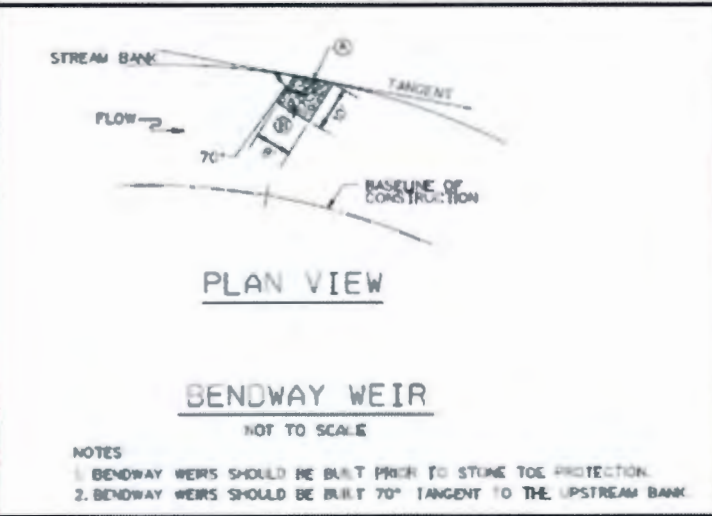 STREAM BANK
A
TANGENT
FLOW
70°
BASELINE OF
CONSTRUCTION
PLAN VIEW
BENDWAY WEIR
NOT TO SCALE
NOTES
1. BENDWAY WEIRS SHOULD BE BUILT PRIOR TO STONE TOE PROTECTION.
2. BENDWAY WEIRS SHOULD BE BUILT 70° TANGENT TO THE UPSTREAM BANK